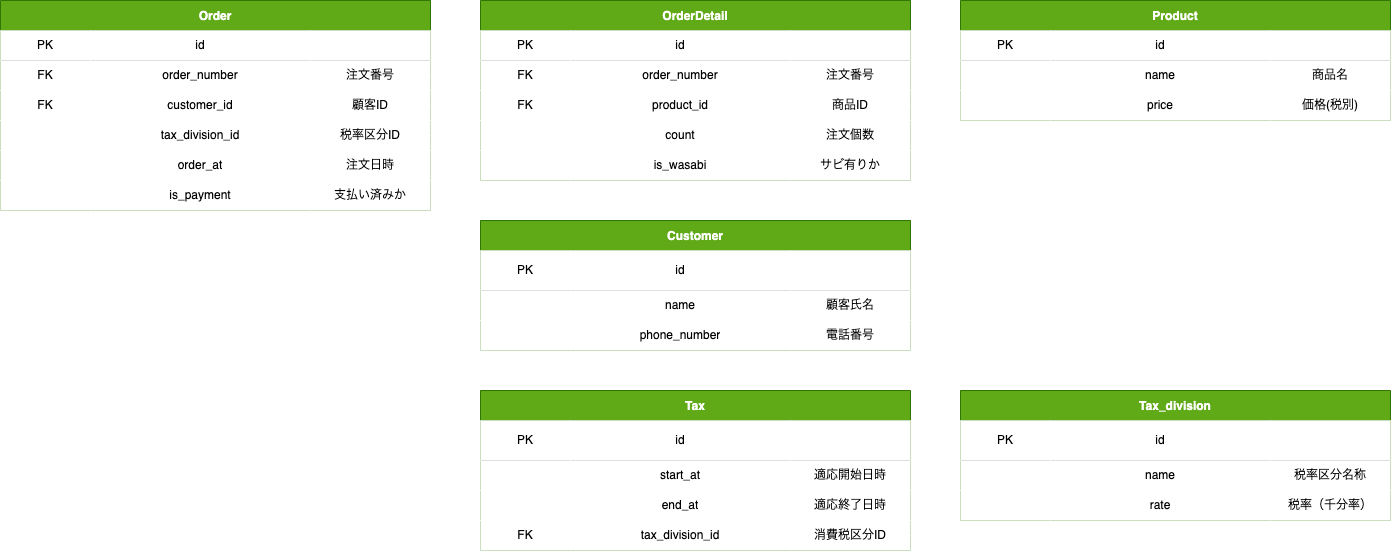 Order
PK id
FK order_number 注文番号
FK customer_id 顧客ID
tax_division_id 税率区分ID
order_at 注文日時
is_payment 支払い済みか
OrderDetail
PK id
FK order_number 注文番号
FK product_id 商品ID
count 注文個数
is_wasabi サビ有りか
Product
PK id
name 商品名
price 価格(税別)
Customer
PK id
name 顧客氏名
phone_number 電話番号
Tax
PK id
start_at 適応開始日時
end_at 適応終了日時
FK tax_division_id 消費税区分ID
Tax_division
PK id
name 税率区分名称
rate 税率（千分率）